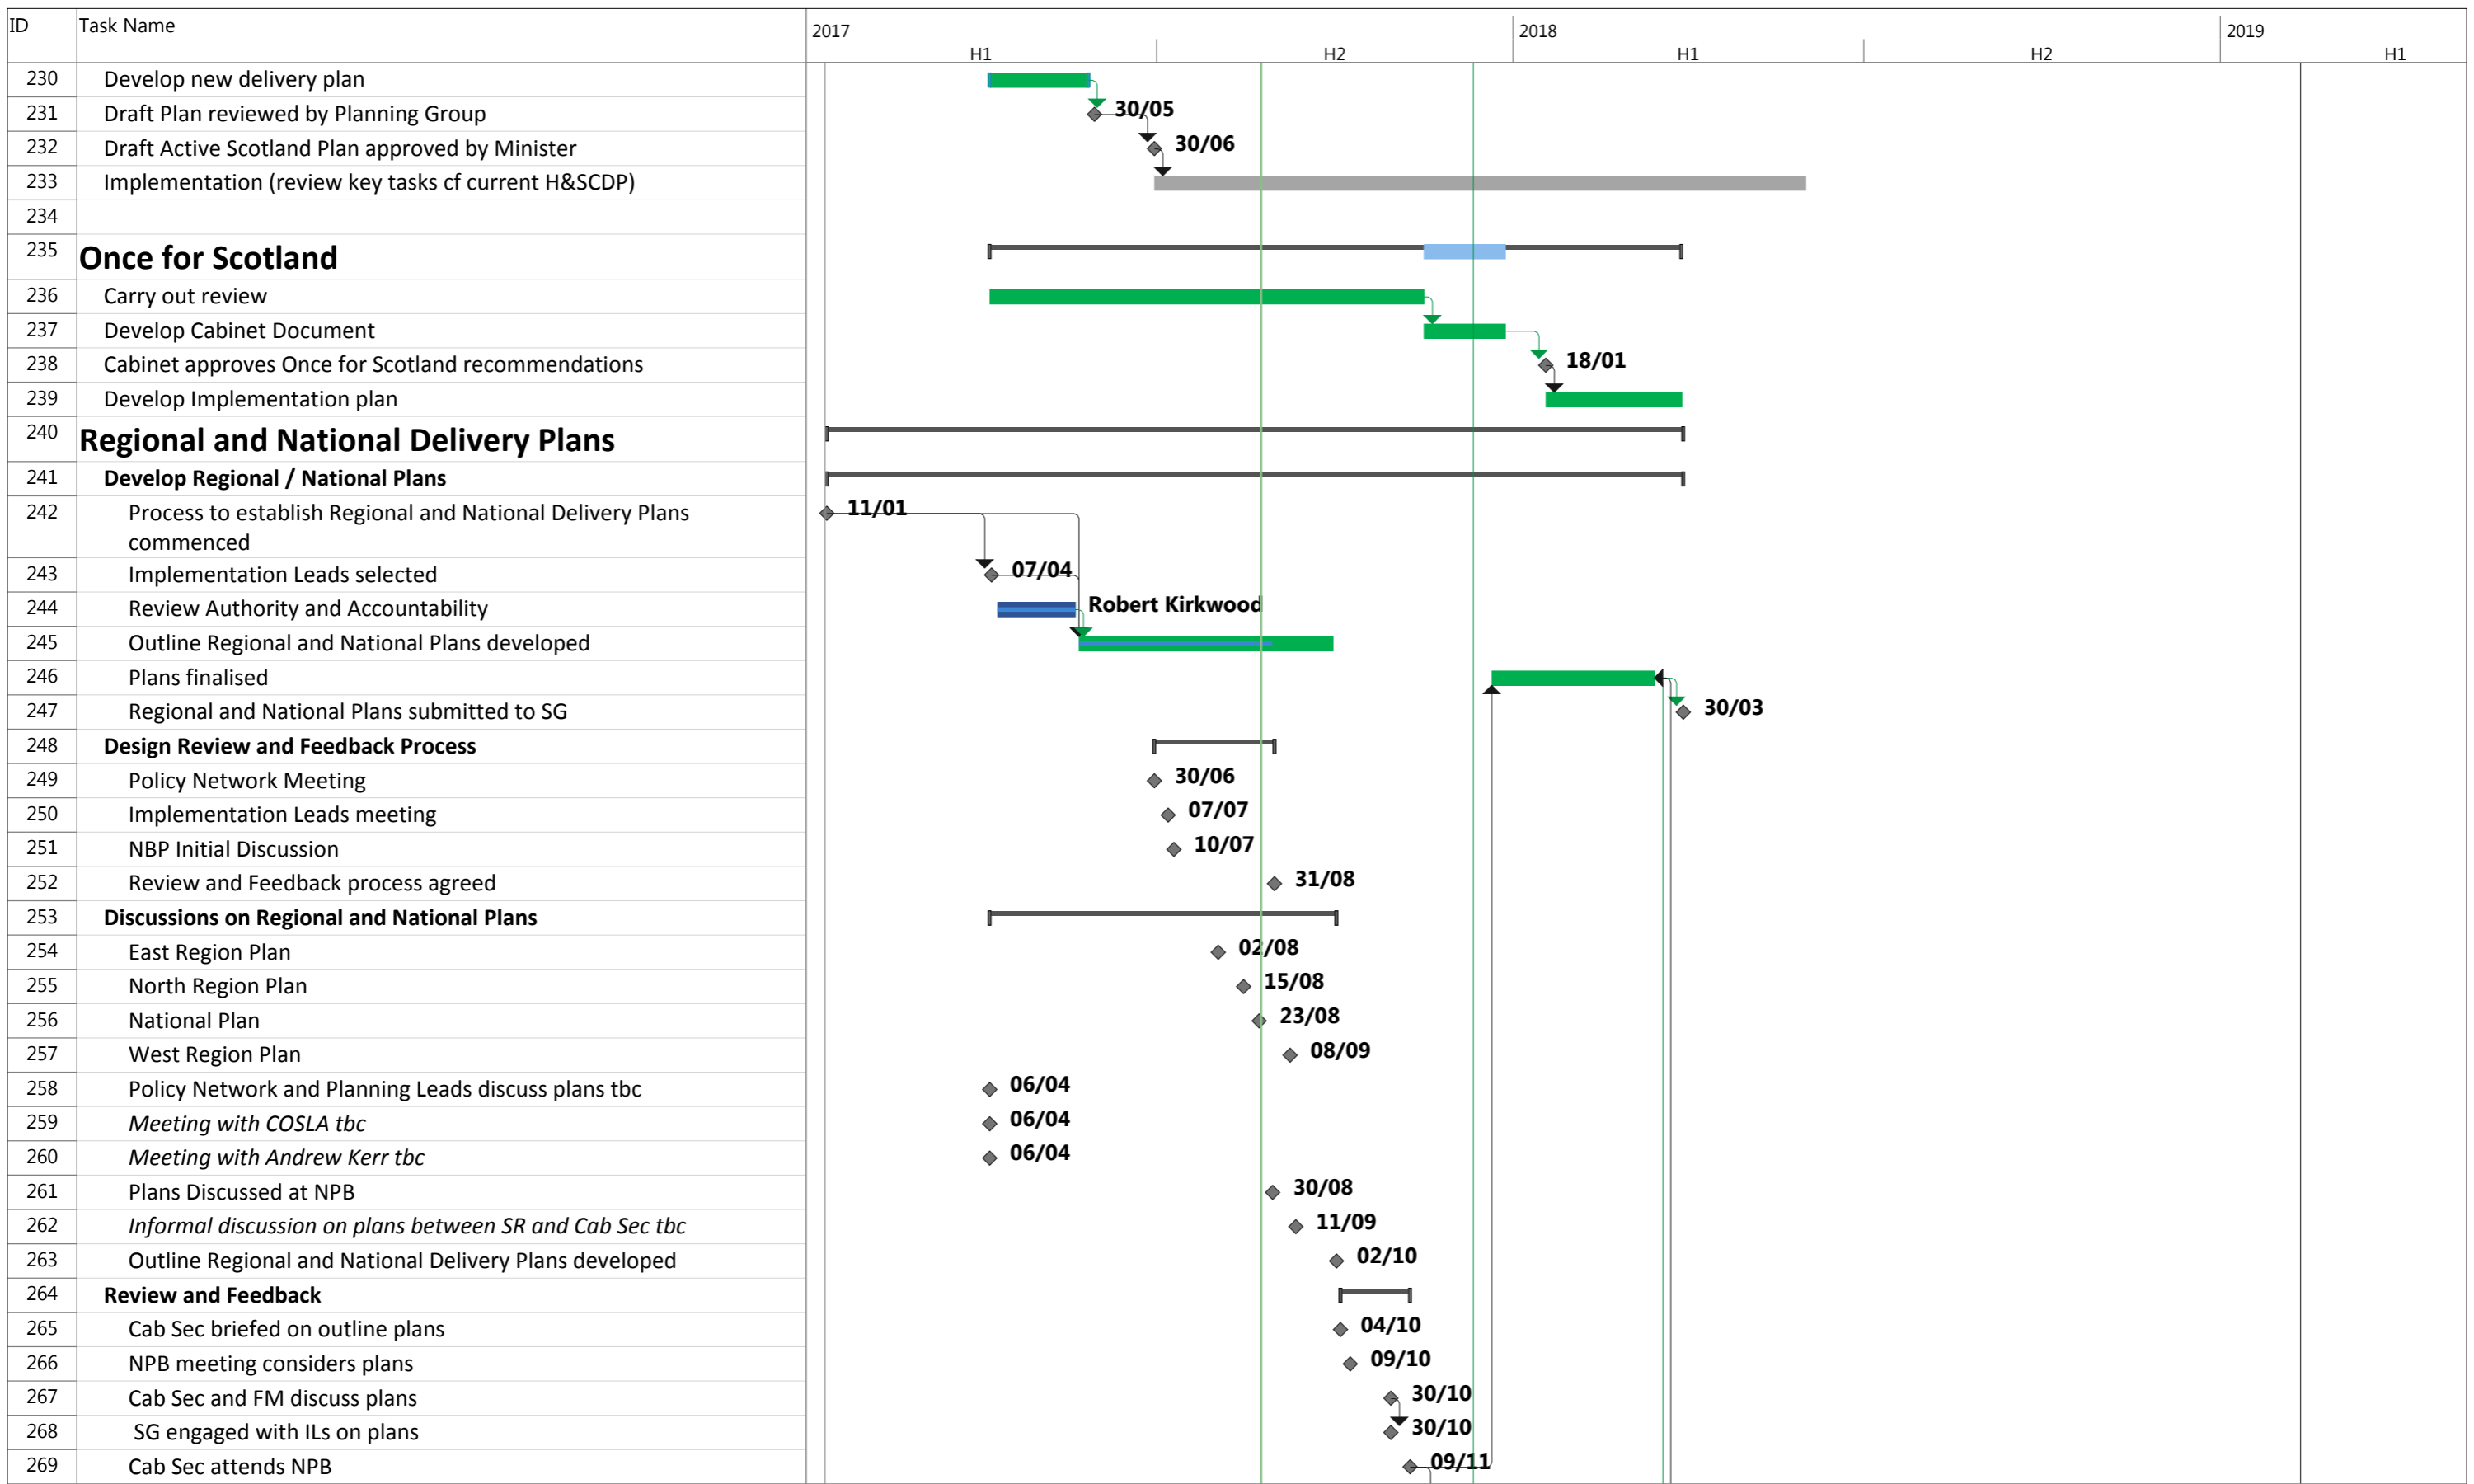 ID Task Name 2017 2018 2019
H1 H2 H1 H2 H1
230 Develop new delivery plan
231 Draft Plan reviewed by Planning Group 30/05
232 Draft Active Scotland Plan approved by Minister 30/06
233 Implementation (review key tasks cf current H&SCDP)
234
235 Once for Scotland
236 Carry out review
237 Develop Cabinet Document
238 Cabinet approves Once for Scotland recommendations 18/01
239 Develop Implementation plan
240 Regional and National Delivery Plans
241 Develop Regional / National Plans
242 Process to establish Regional and National Delivery Plans 11/01
commenced
243 Implementation Leads selected 07/04
244 Review Authority and Accountability Robert Kirkwood
245 Outline Regional and National Plans developed
246 Plans finalised
247 Regional and National Plans submitted to SG 30/03
248 Design Review and Feedback Process
249 Policy Network Meeting 30/06
250 Implementation Leads meeting 07/07
251 NBP Initial Discussion 10/07
252 Review and Feedback process agreed 31/08
253 Discussions on Regional and National Plans
254 East Region Plan 02/08
255 North Region Plan 15/08
256 National Plan 23/08
257 West Region Plan 08/09
258 Policy Network and Planning Leads discuss plans tbc 06/04
259 Meeting with COSLA tbc 06/04
260 Meeting with Andrew Kerr tbc 06/04
261 Plans Discussed at NPB 30/08
262 Informal discussion on plans between SR and Cab Sec tbc 11/09
263 Outline Regional and National Delivery Plans developed 02/10
264 Review and Feedback
265 Cab Sec briefed on outline plans 04/10
266 NPB meeting considers plans 09/10
267 Cab Sec and FM discuss plans 30/10
268 SG engaged with ILs on plans 30/10
269 Cab Sec attends NPB 09/11